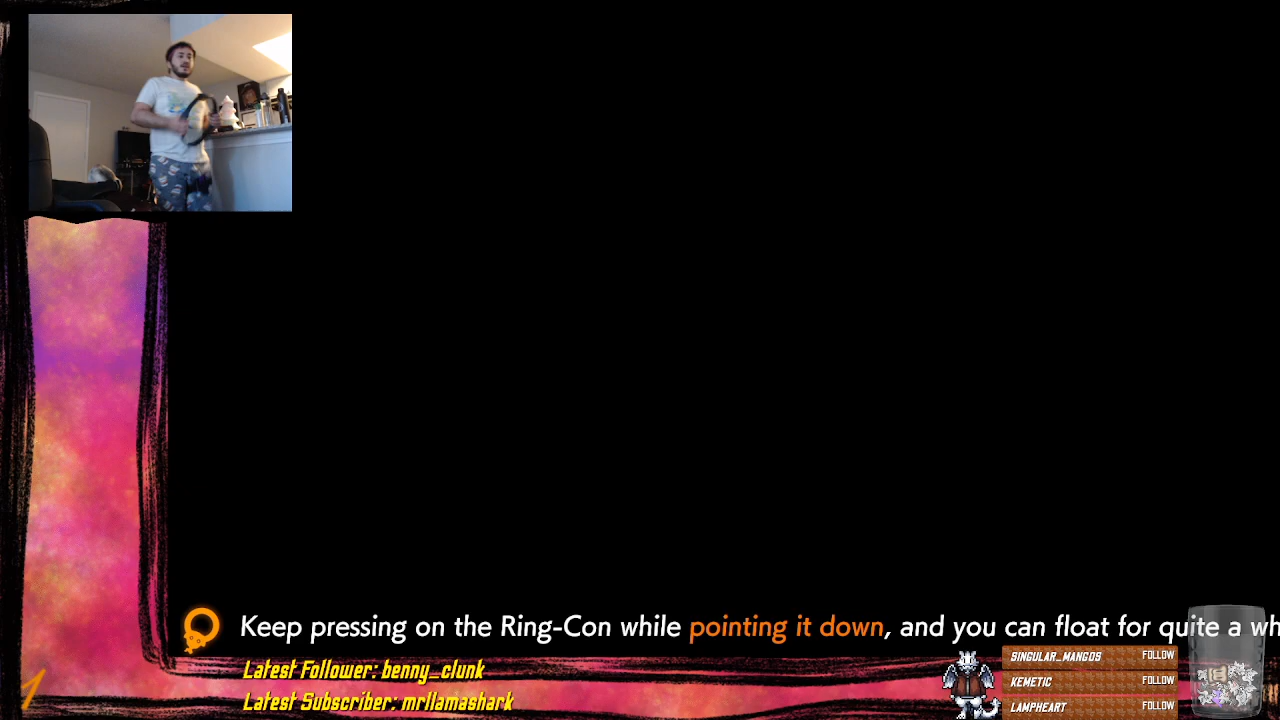 Keep pressing on the Ring-Con while pointing it down, and you can float for quite a wh
Latest Follower: benny_clunk
Latest Subscriber: mrllamashark
SINGULAR_MANGOS FOLLOW
KEMETIC FOLLOW
LAMPHEART FOLLOW
1